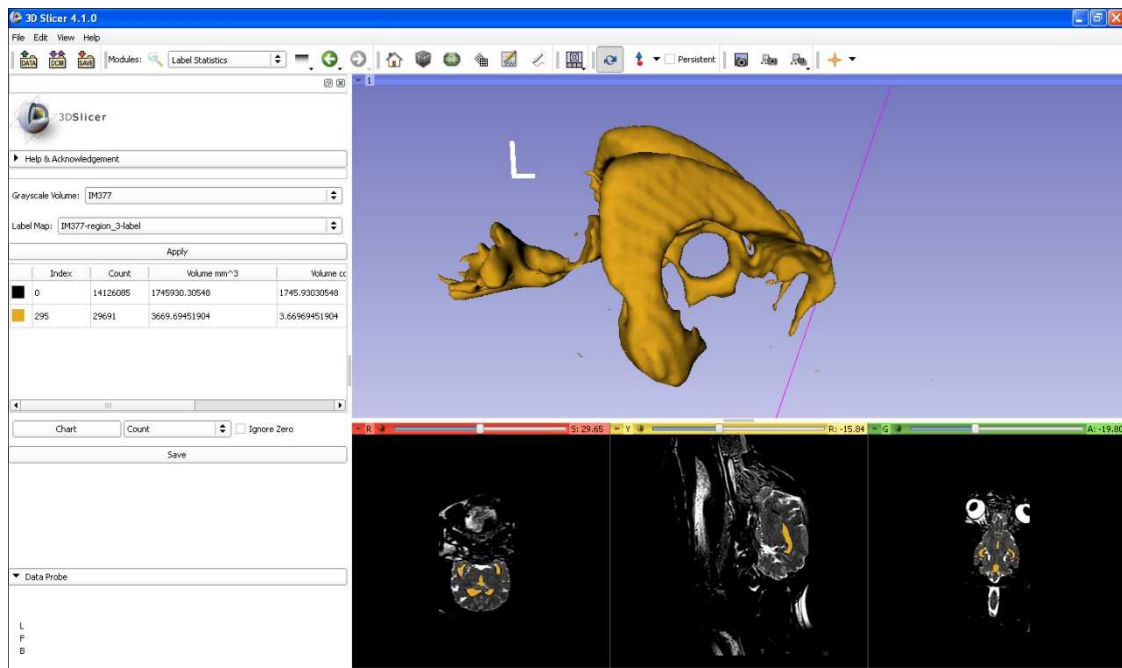 3D Slicer 4.1.0
File Edit View Help
DATA DCM SAVE Modules: Label Statistics Persistent
1
3DSlicer
Help & Acknowledgement
Grayscale Volume: IM377
Label Map: IM377-region_3-label
Apply
Index Count Volume mm^3 Volume cc
0 14126085 1745930.30548 1745.93030548
295 29691 3669.69451904 3.66969451904
Chart Count Ignore Zero
Save
Data Probe
L
F
B
L
R S: 29.65 Y R: -15.84 G A: -19.80